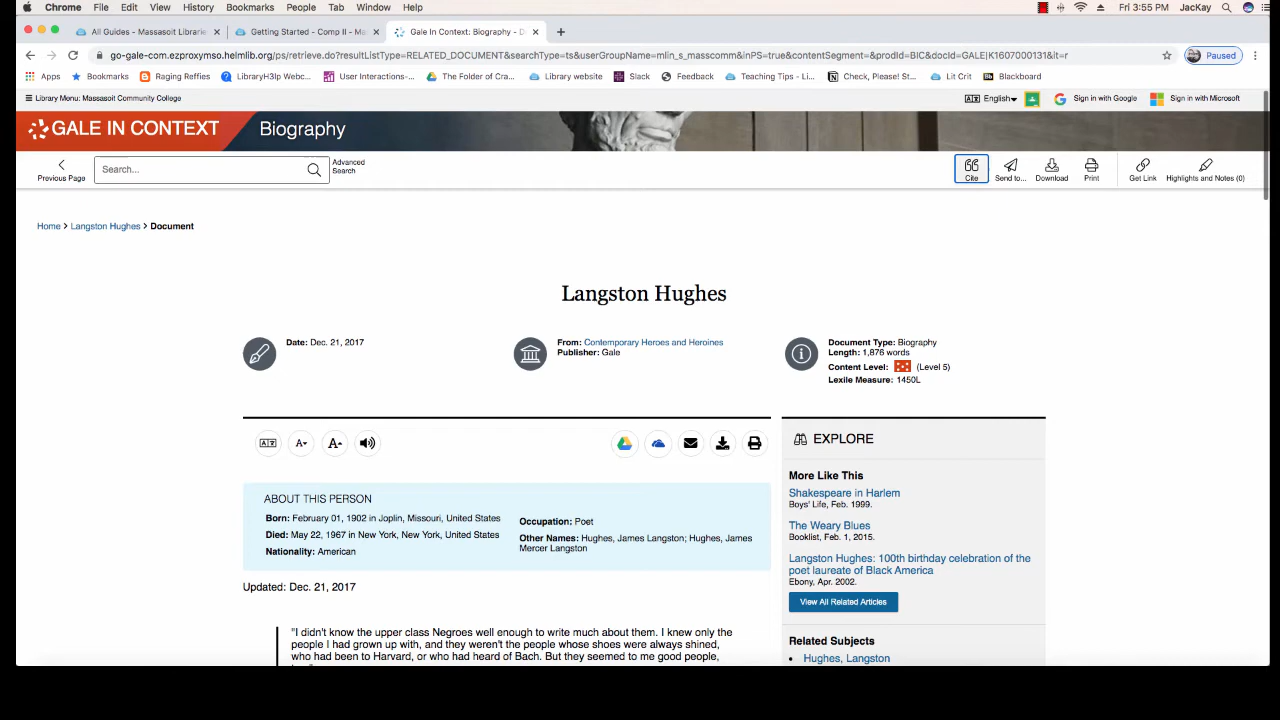 Chrome File Edit View History Bookmarks People Tab Window Help Fri 3:55 PM JacKay
All Guides - Massasoit Librarie Getting Started - Comp II - Ma Gale In Context: Biography - D
go-gale-com.ezproxymso.helmlib.org/ps/retrieve.do?resultListType=RELATED_DOCUMENT&searchType=ts&userGroupName=mlin_s_masscomm&inPS=true&contentSegment=&prodId=BIC&docId=GALE|K1607000131&it=r Paused
Apps Bookmarks Raging Reffies LibraryH3lp Webc... User Interactions-... The Folder of Cra... Library website Slack Feedback Teaching Tips - Li... Check, Please! St... Lit Crit Blackboard
Library Menu: Massasoit Community College English Sign in with Google Sign in with Microsoft
GALE IN CONTEXT Biography
Previous Page Search... Advanced Search Cite Send to... Download Print Get Link Highlights and Notes (0)
Home > Langston Hughes > Document
Langston Hughes
Date: Dec. 21, 2017
From: Contemporary Heroes and Heroines
Publisher: Gale
Document Type: Biography
Length: 1,876 words
Content Level: (Level 5)
Lexile Measure: 1450L
A A
ABOUT THIS PERSON
Born: February 01, 1902 in Joplin, Missouri, United States
Died: May 22, 1967 in New York, New York, United States
Nationality: American
Occupation: Poet
Other Names: Hughes, James Langston; Hughes, James
Mercer Langston
Updated: Dec. 21, 2017
"I didn't know the upper class Negroes well enough to write much about them. I knew only the
people I had grown up with, and they weren't the people whose shoes were always shined,
who had been to Harvard, or who had heard of Bach. But they seemed to me good people,
EXPLORE
More Like This
Shakespeare in Harlem
Boys' Life, Feb. 1999.
The Weary Blues
Booklist, Feb. 1, 2015.
Langston Hughes: 100th birthday celebration of the
poet laureate of Black America
Ebony, Apr. 2002.
View All Related Articles
Related Subjects
• Hughes, Langston